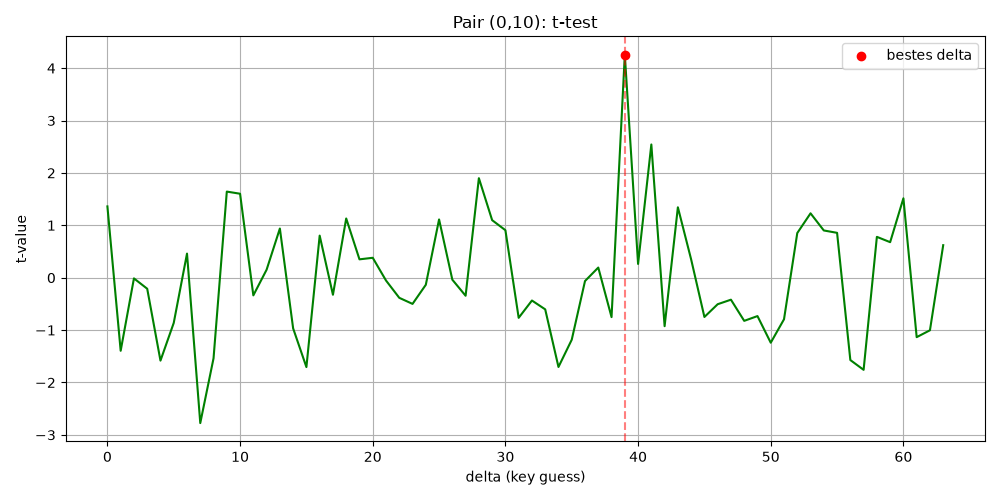 Pair (0,10): t-test
bestes delta
t-value
4
3
2
1
0
−1
−2
−3
0 10 20 30 40 50 60
delta (key guess)